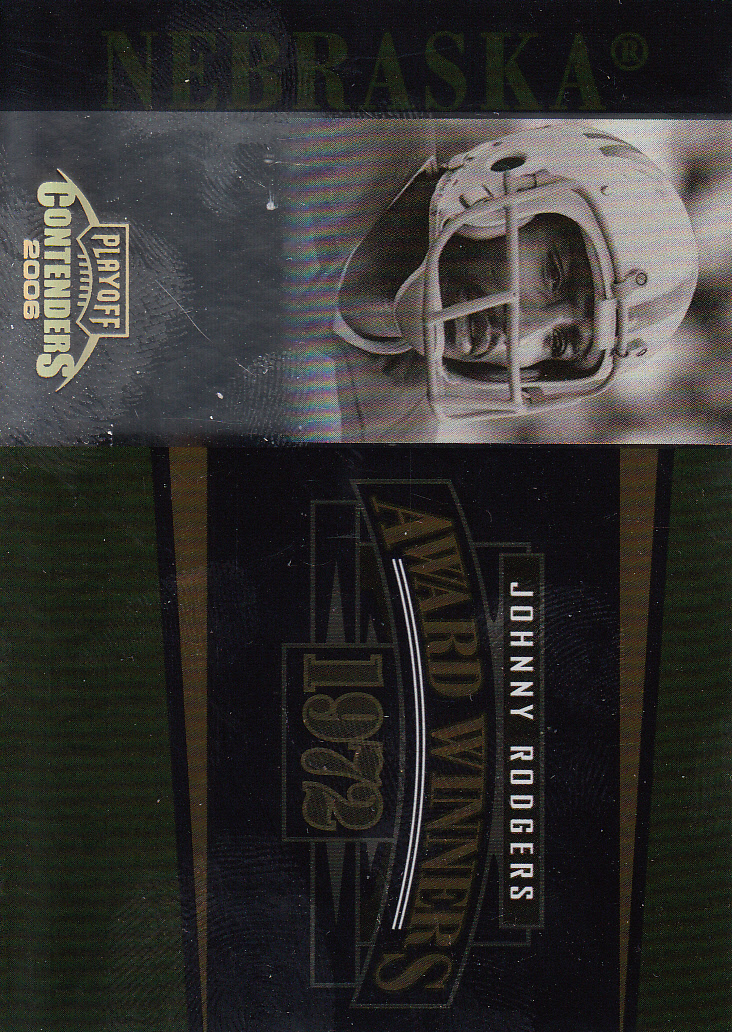 NEBRASKA®
PLAYOFF
CONTENDERS
2006
JOHNNY RODGERS
AWARD WINNERS
1972